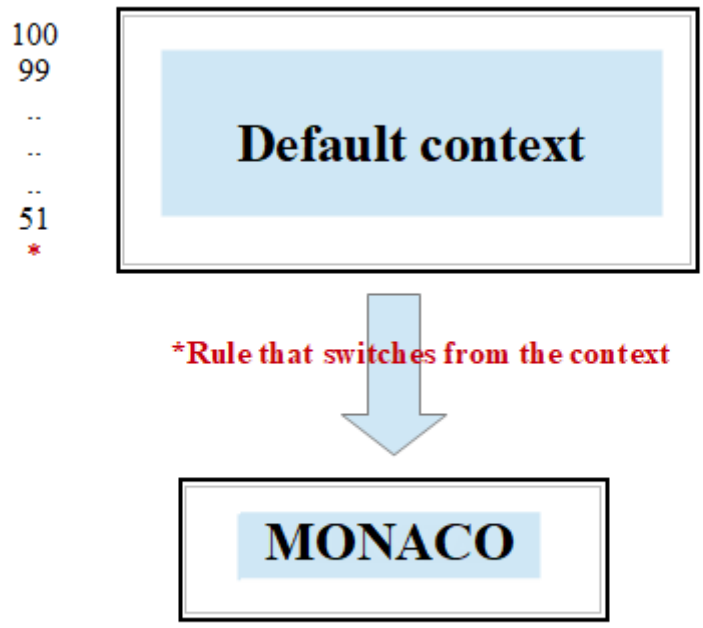 100
99
..
..
..
51
*
Default context
*Rule that switches from the context
MONACO